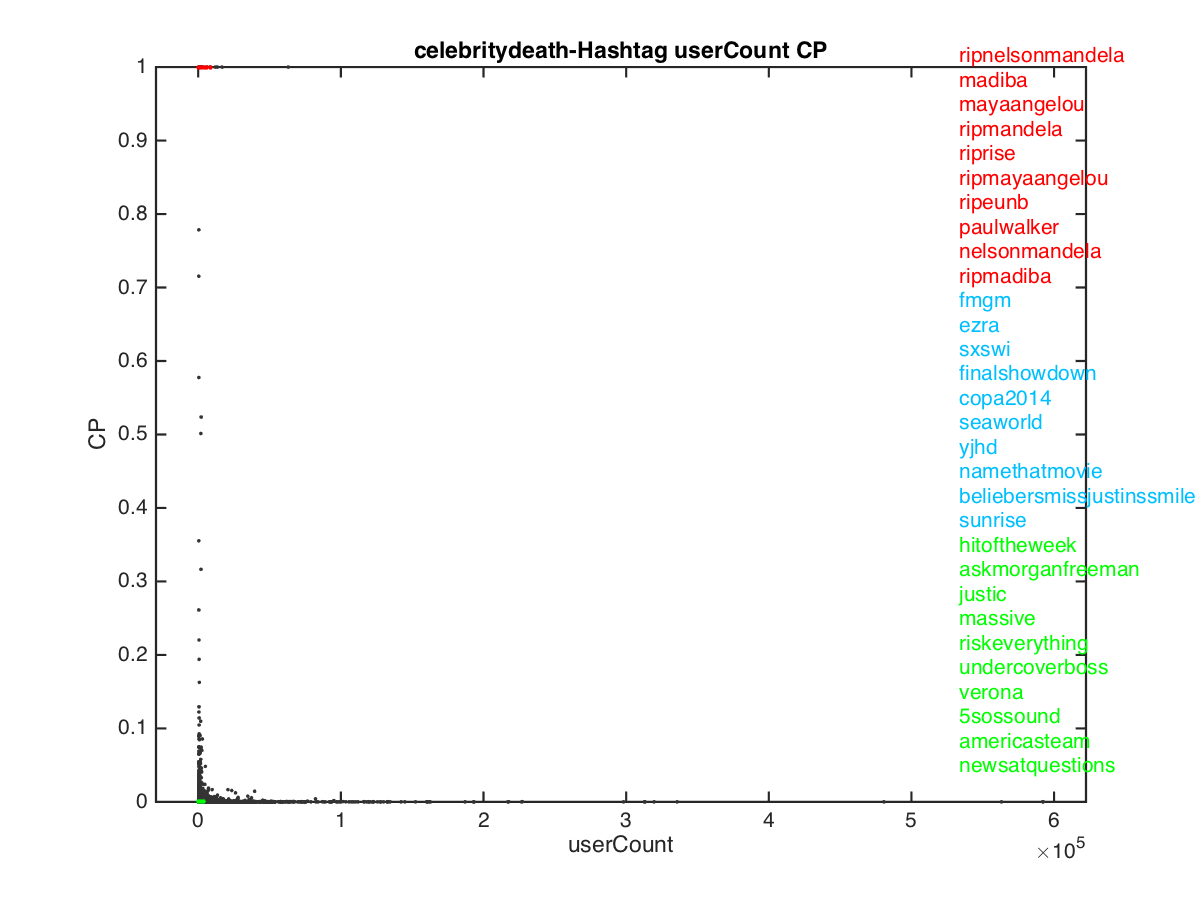 celebritydeath-Hashtag userCount CP
ripnelsonmandela
madiba
mayaangelou
ripmandela
riprise
ripmayaangelou
ripeunb
paulwalker
nelsonmandela
ripmadiba
fmgm
ezra
sxswi
finalshowdown
copa2014
seaworld
yjhd
namethatmovie
beliebersmissjustinssmile
sunrise
hitoftheweek
askmorganfreeman
justic
massive
riskeverything
undercoverboss
verona
5sossound
americasteam
newsatquestions
1
0.9
0.8
0.7
0.6
0.5
0.4
0.3
0.2
0.1
0
CP
0 1 2 3 4 5 6
userCount
×10^5